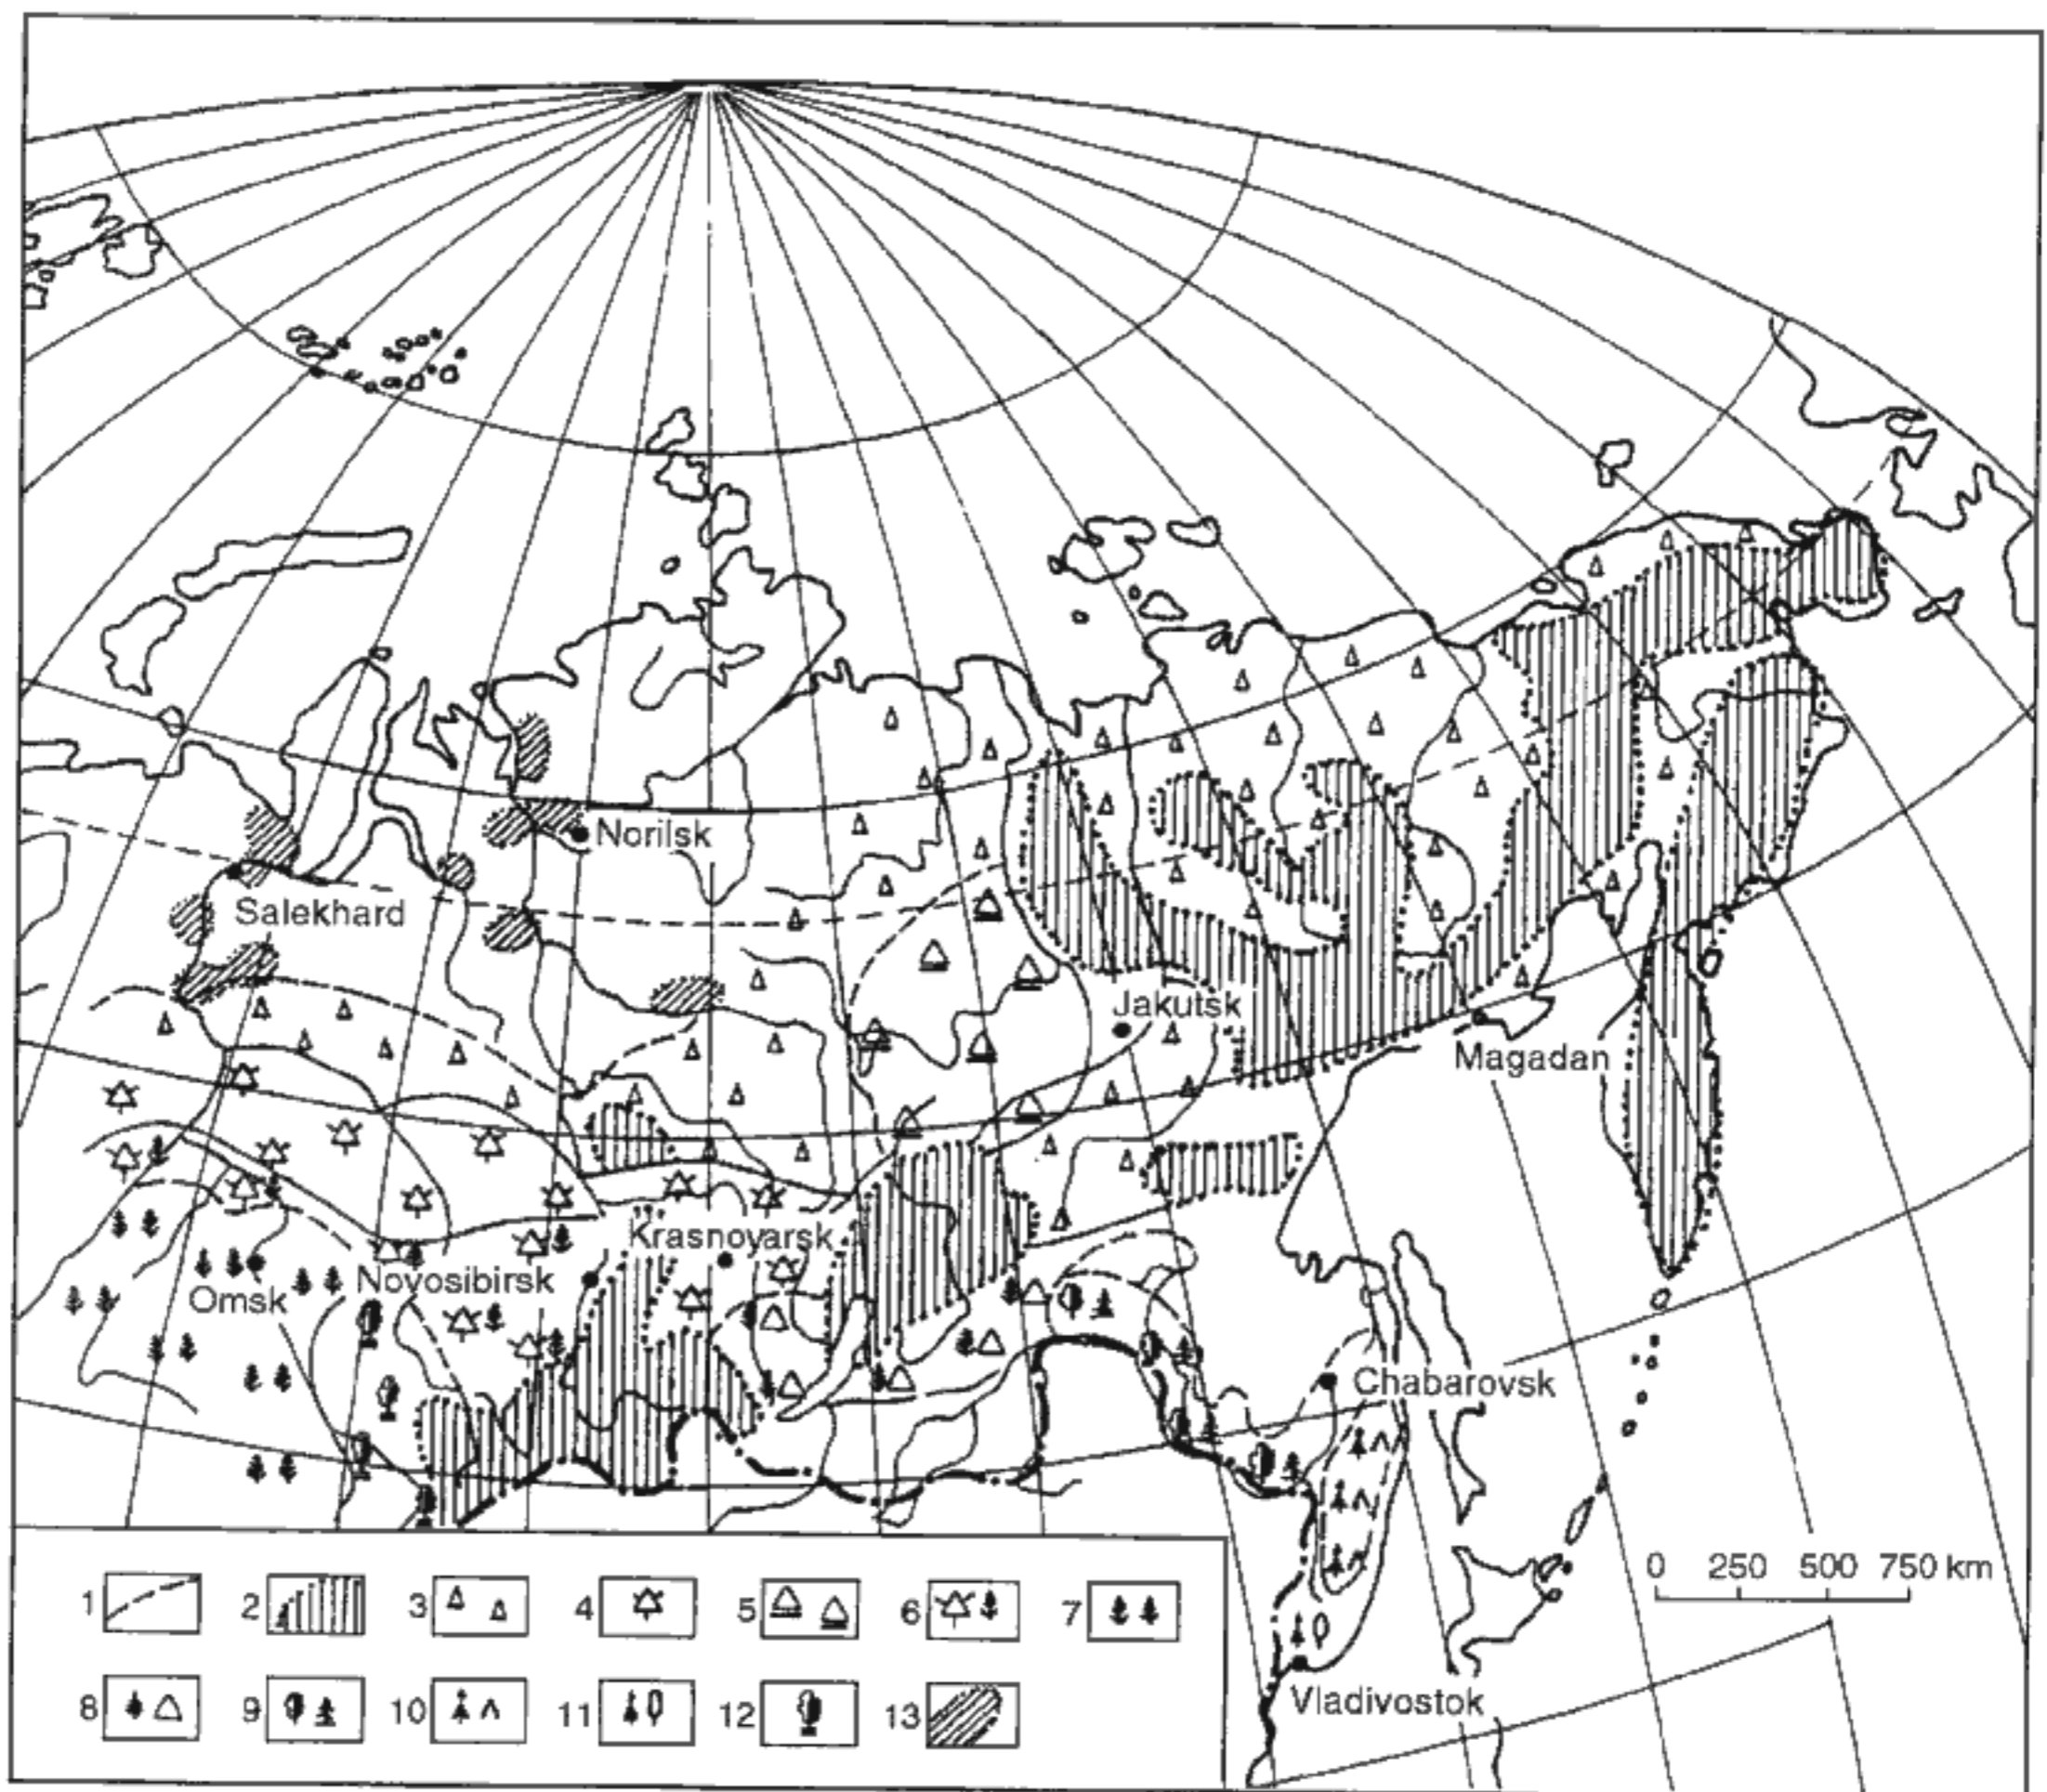 Norilsk
Salekhard
Jakutsk
Magadan
Krasnoyarsk
Novosibirsk
Omsk
Chabarovsk
Vladivostok
0 250 500 750 km
1 2 3 4 5 6 7
8 9 10 11 12 13